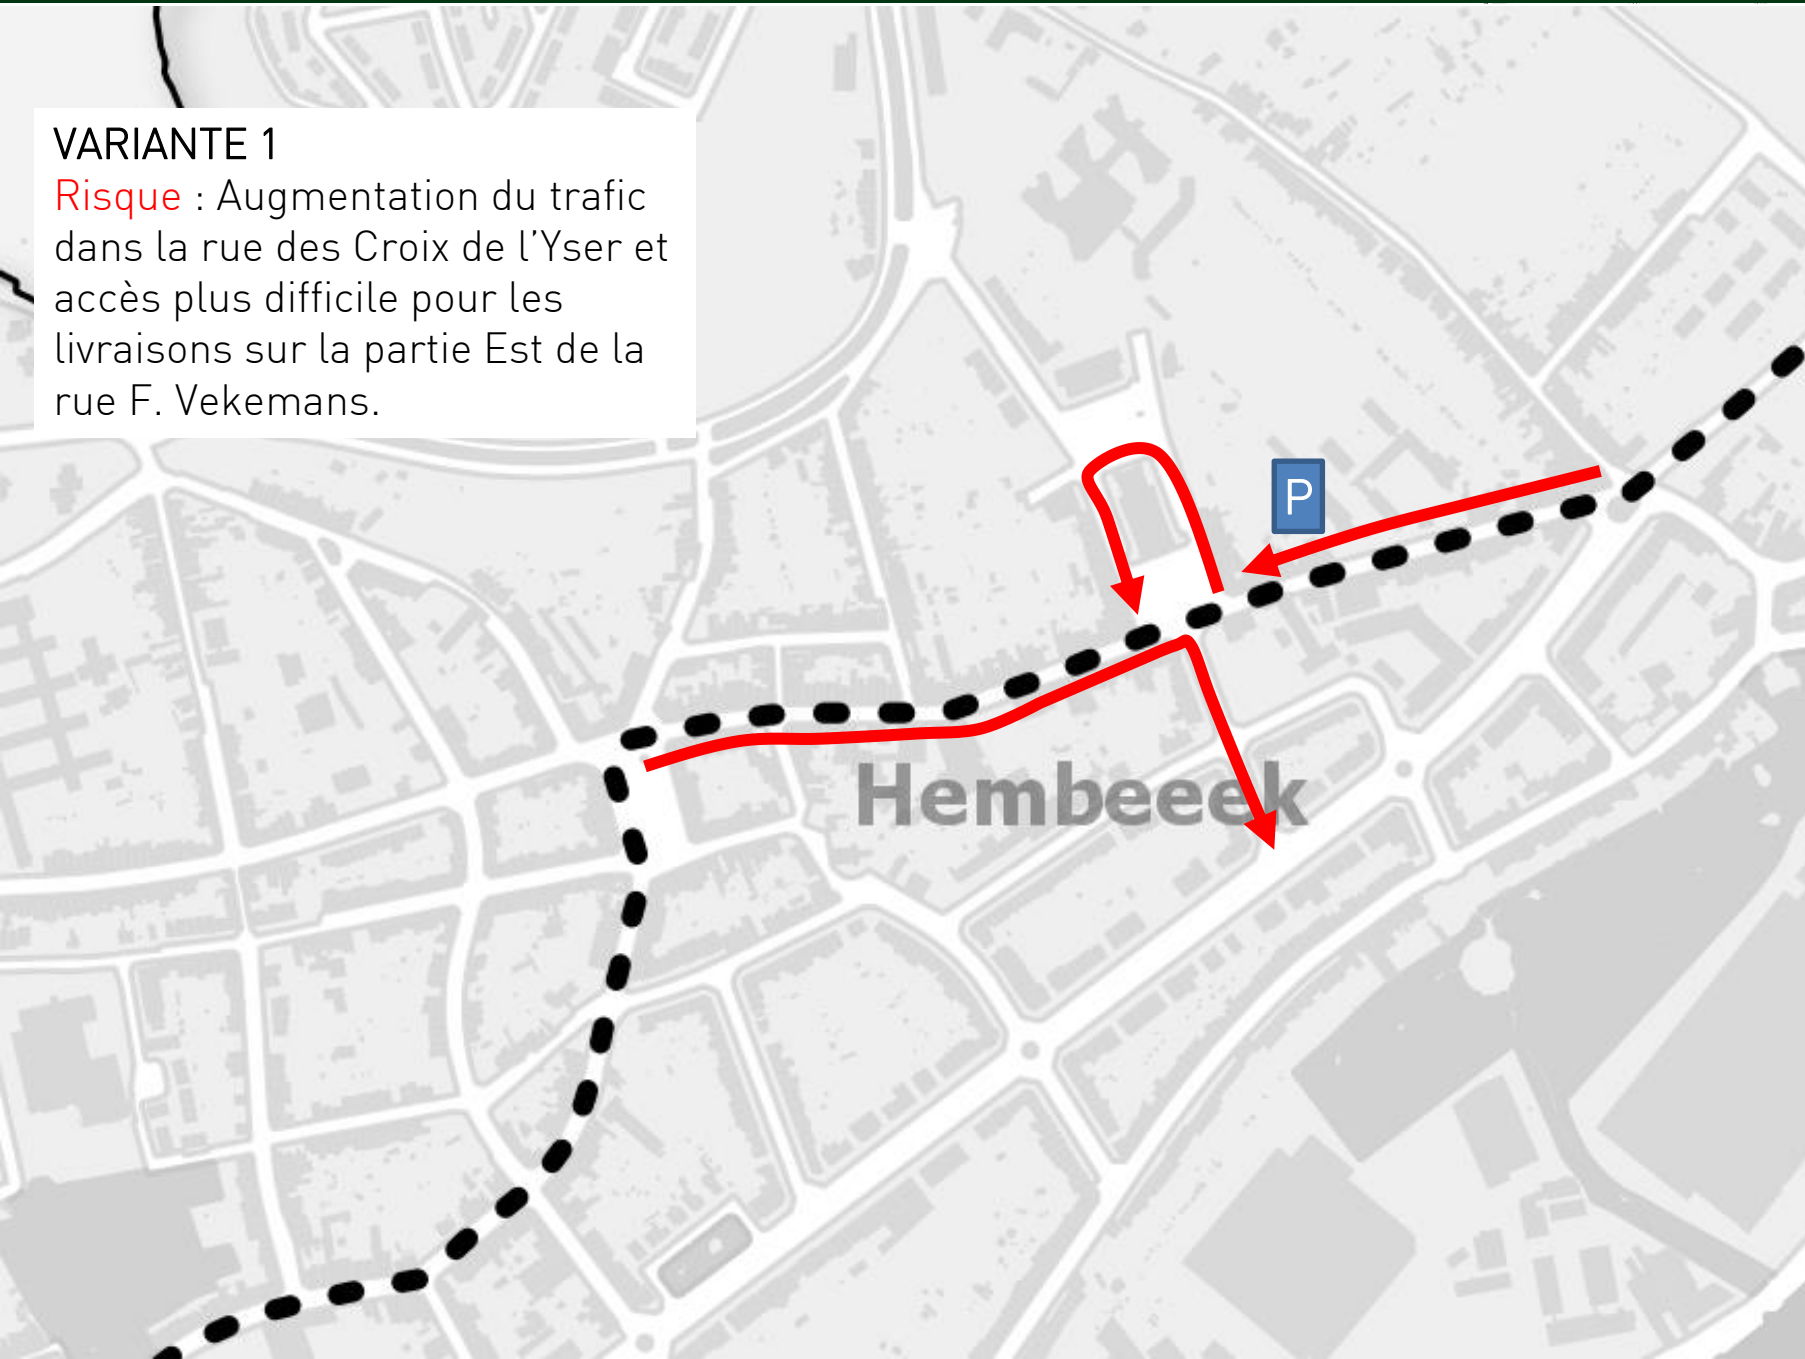 VARIANTE 1
Risque : Augmentation du trafic
dans la rue des Croix de l'Yser et
accès plus difficile pour les
livraisons sur la partie Est de la
rue F. Vekemans.
P
Hembeeek